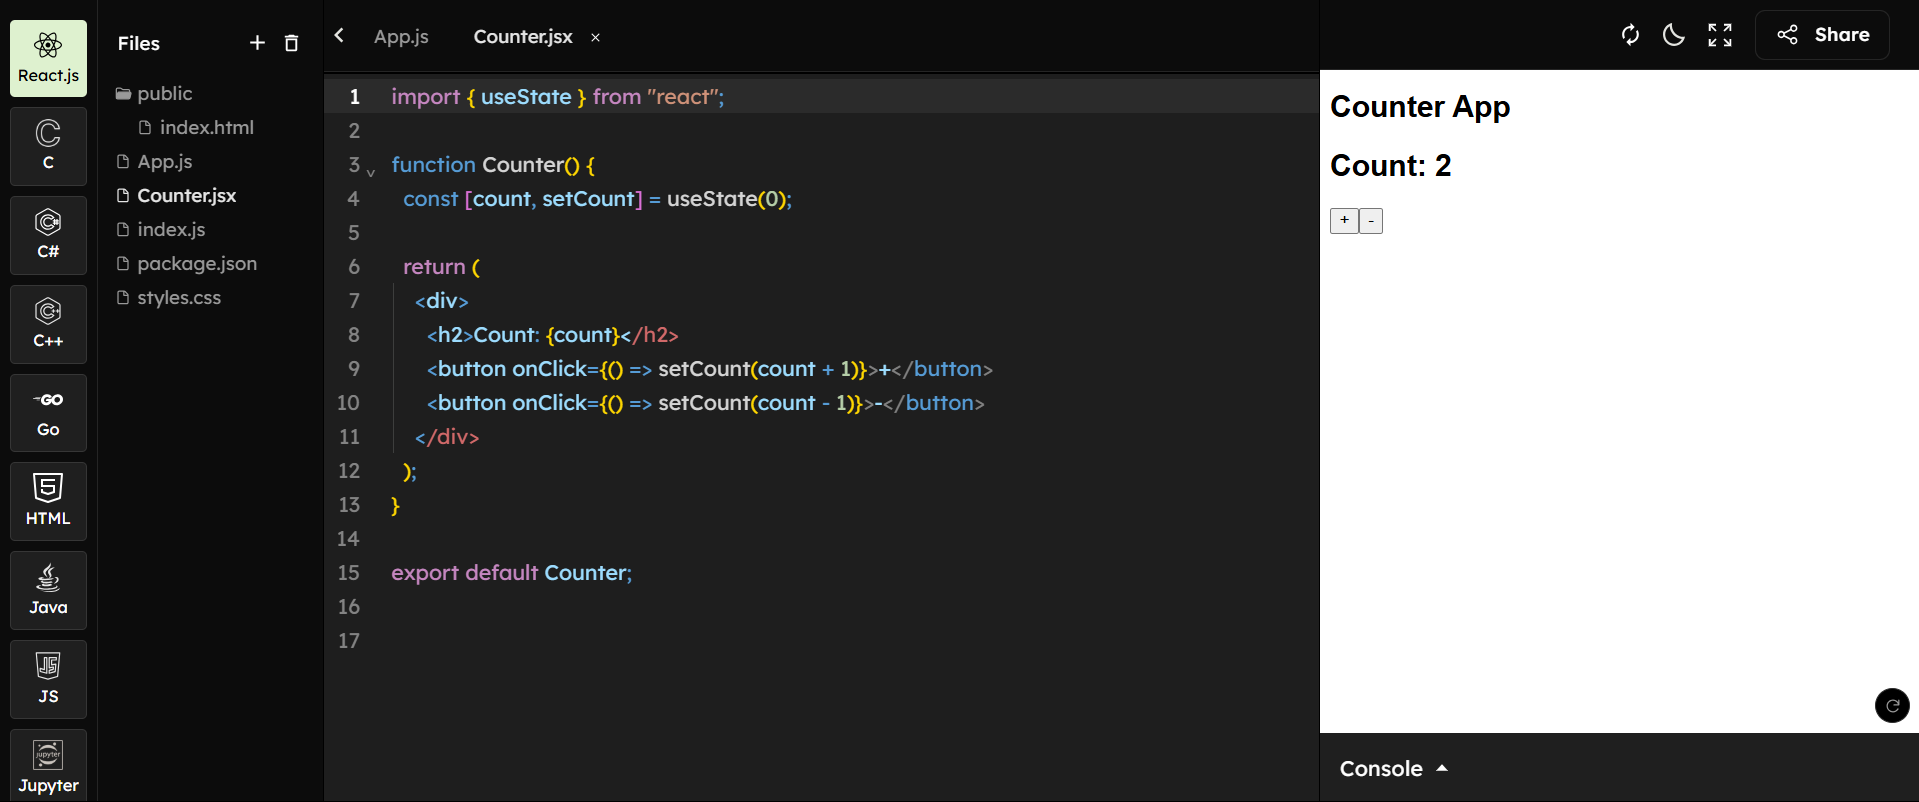 React.js
C
C
C#
C#
C++
C++
GO
Go
5
HTML
Java
JS
JS
jupyter
Jupyter
Files
public
index.html
App.js
Counter.jsx
index.js
package.json
styles.css
App.js Counter.jsx ×
1 import { useState } from "react";
2
3 function Counter() {
4 const [count, setCount] = useState(0);
5
6 return (
7 <div>
8 <h2>Count: {count}</h2>
9 <button onClick={() => setCount(count + 1)}>+</button>
10 <button onClick={() => setCount(count - 1)}>-</button>
11 </div>
12 );
13 }
14
15 export default Counter;
16
17
Share
Counter App
Count: 2
+ -
Console